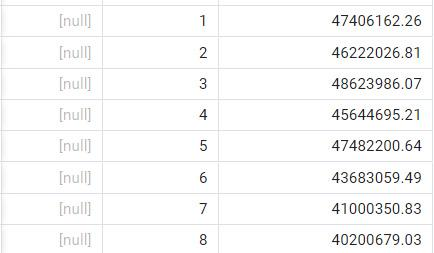 [null] 1 47406162.26
[null] 2 46222026.81
[null] 3 48623986.07
[null] 4 45644695.21
[null] 5 47482200.64
[null] 6 43683059.49
[null] 7 41000350.83
[null] 8 40200679.03